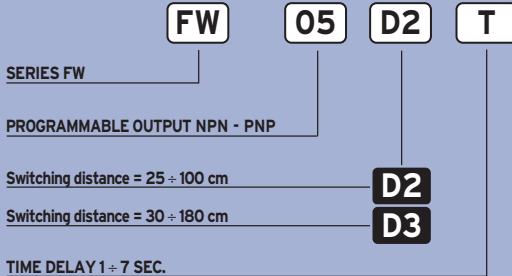 FW 05 D2 T
SERIES FW
PROGRAMMABLE OUTPUT NPN - PNP
Switching distance = 25 ÷ 100 cm D2
Switching distance = 30 ÷ 180 cm D3
TIME DELAY 1 ÷ 7 SEC.